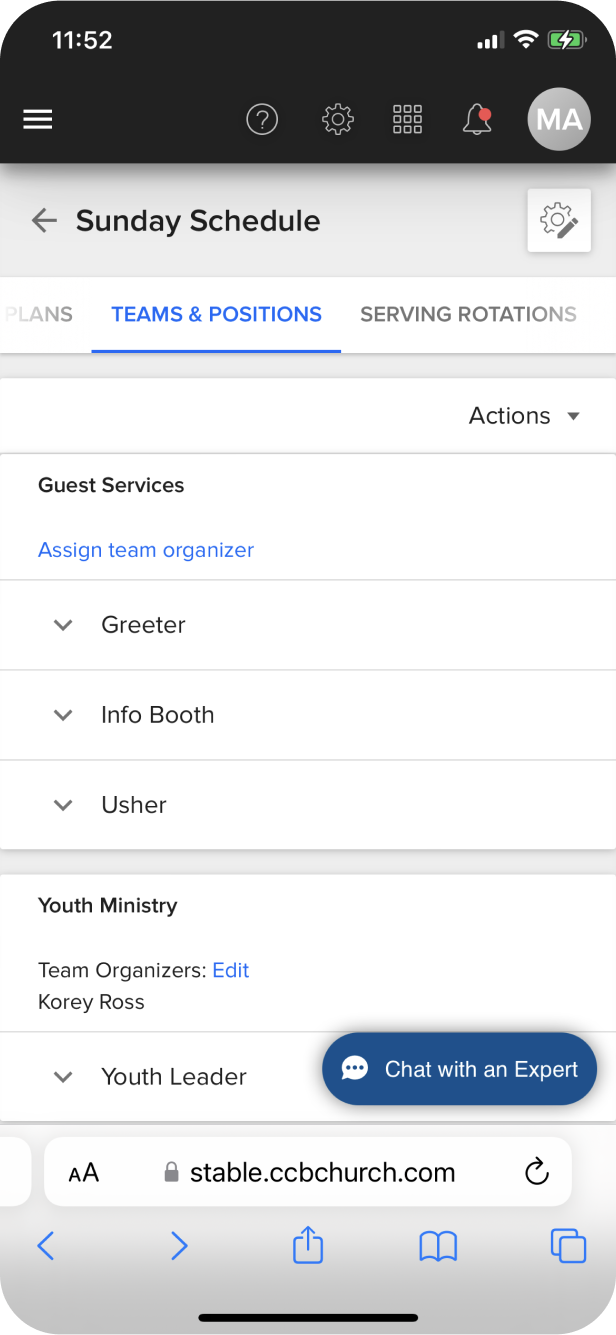 11:52
MA
Sunday Schedule
PLANS TEAMS & POSITIONS SERVING ROTATIONS
Actions
Guest Services
Assign team organizer
Greeter
Info Booth
Usher
Youth Ministry
Team Organizers: Edit
Korey Ross
Youth Leader
Chat with an Expert
AA stable.ccbchurch.com